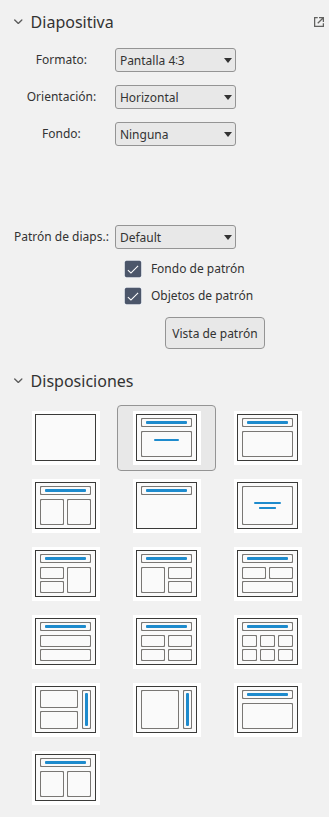 Diapositiva
Formato: Pantalla 4:3
Orientación: Horizontal
Fondo: Ninguna
Patrón de diaps.: Default
Fondo de patrón
Objetos de patrón
Vista de patrón
Disposiciones